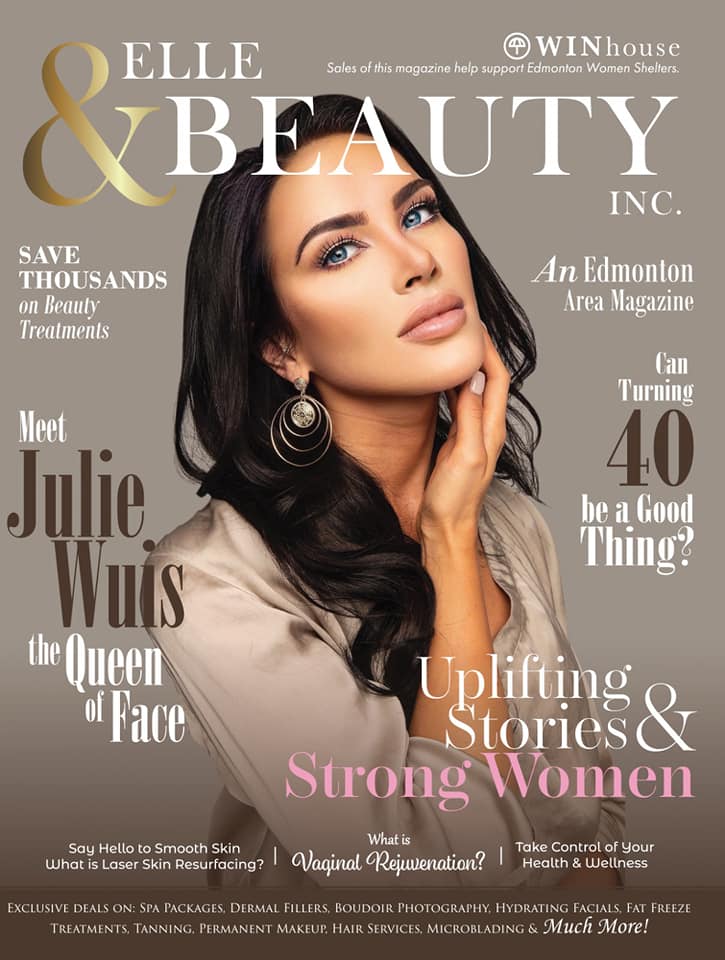 WINhouse
Sales of this magazine help support Edmonton Women Shelters.
ELLE
& BEAUTY
INC.
SAVE
THOUSANDS
on Beauty
Treatments
An Edmonton
Area Magazine
Can
Turning
40
be a Good
Thing?
Meet
Julie
Wuis
the Queen
of Face
Uplifting
Stories &
Strong Women
Say Hello to Smooth Skin
What is Laser Skin Resurfacing?
What is
Vaginal Rejuvenation?
Take Control of Your
Health & Wellness
Exclusive deals on: Spa Packages, Dermal Fillers, Boudoir Photography, Hydrating Facials, Fat Freeze
Treatments, Tanning, Permanent Makeup, Hair Services, Microblading & Much More!